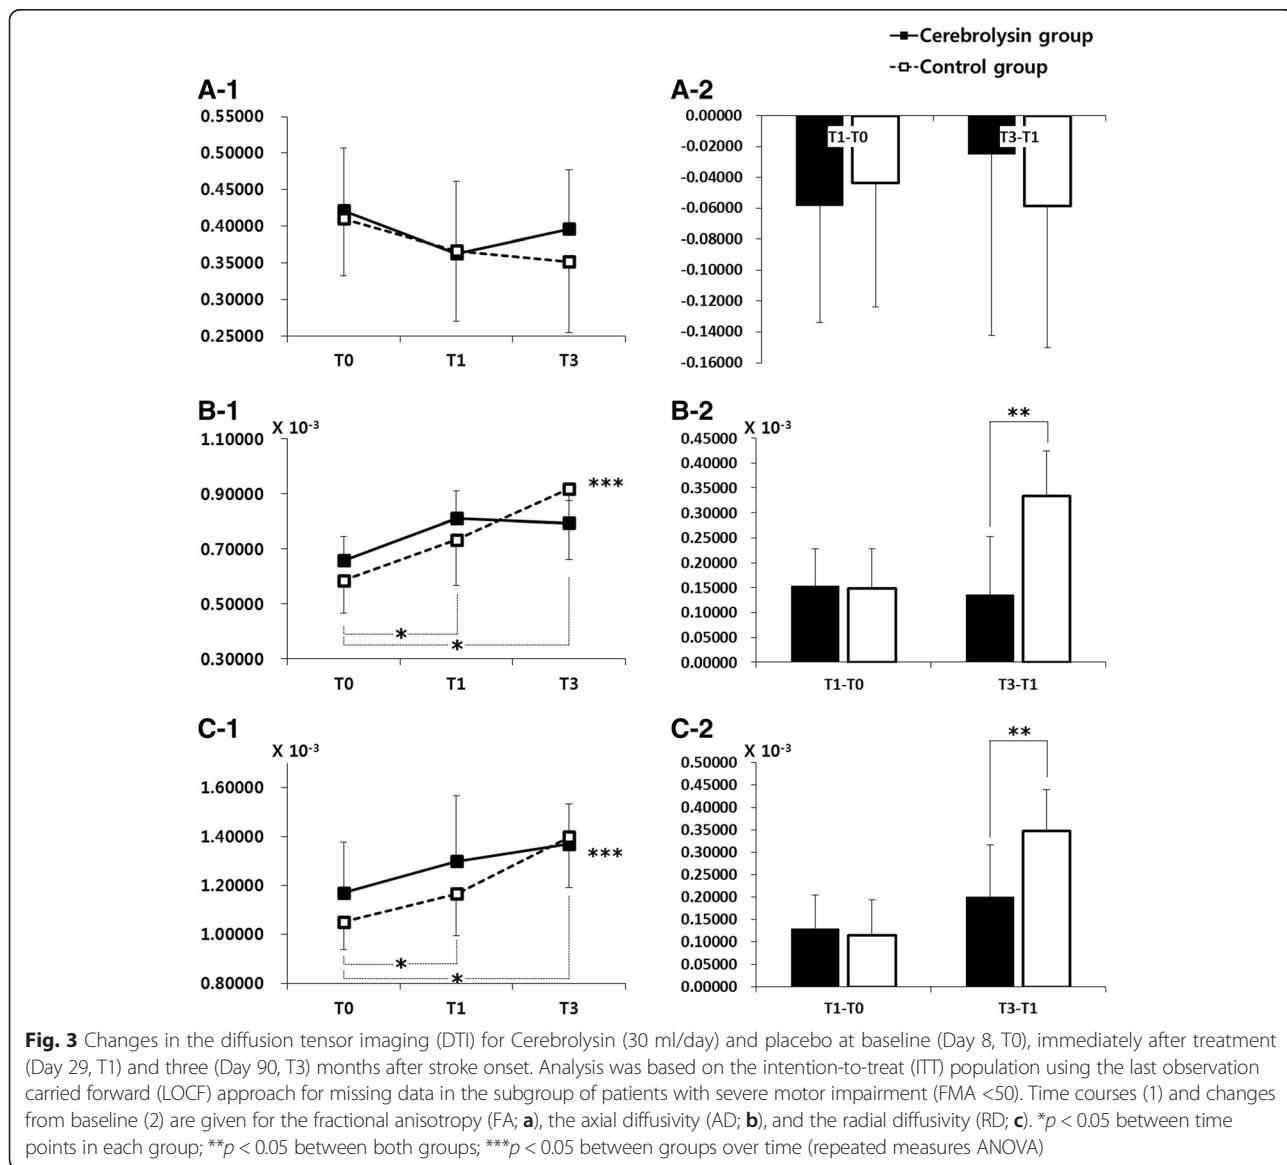 Cerebrolysin group
Control group
A-1
0.55000
0.50000
0.45000
0.40000
0.35000
0.30000
0.25000
T0 T1 T3
A-2
0.00000
-0.02000
-0.04000
-0.06000
-0.08000
-0.10000
-0.12000
-0.14000
-0.16000
T1-T0 T3-T1
B-1
X 10-3
1.10000
0.90000
0.70000
0.50000
0.30000
***
*
*
T0 T1 T3
B-2
X 10-3
**
0.45000
0.40000
0.35000
0.30000
0.25000
0.20000
0.15000
0.10000
0.05000
0.00000
T1-T0 T3-T1
C-1
X 10-3
1.60000
1.40000
1.20000
1.00000
0.80000
***
*
*
T0 T1 T3
C-2
X 10-3
**
0.50000
0.45000
0.40000
0.35000
0.30000
0.25000
0.20000
0.15000
0.10000
0.05000
0.00000
T1-T0 T3-T1
Fig. 3 Changes in the diffusion tensor imaging (DTI) for Cerebrolysin (30 ml/day) and placebo at baseline (Day 8, T0), immediately after treatment
(Day 29, T1) and three (Day 90, T3) months after stroke onset. Analysis was based on the intention-to-treat (ITT) population using the last observation
carried forward (LOCF) approach for missing data in the subgroup of patients with severe motor impairment (FMA <50). Time courses (1) and changes
from baseline (2) are given for the fractional anisotropy (FA; a), the axial diffusivity (AD; b), and the radial diffusivity (RD; c). *p < 0.05 between time
points in each group; **p < 0.05 between both groups; ***p < 0.05 between groups over time (repeated measures ANOVA)